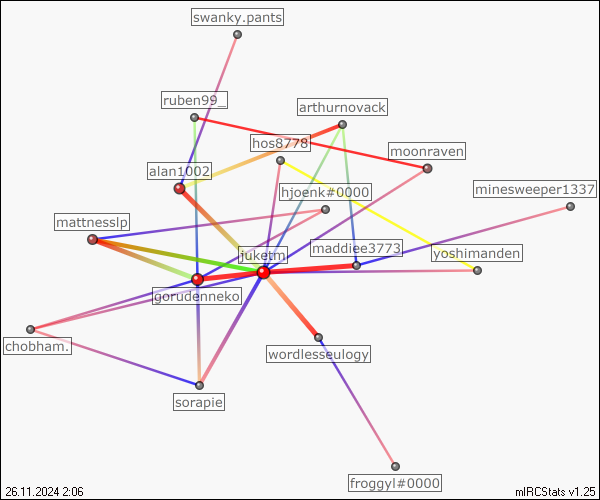 swanky.pants
ruben99_
arthurnovack
hos8778
moonraven
alan1002
hjoenk#0000
minesweeper1337
mattnesslp
maddiee3773
juketm
yoshimanden
gorudenneko
chobham.
wordlesseulogy
sorapie
froggyl#0000
26.11.2024 2:06
mIRCStats v1.25